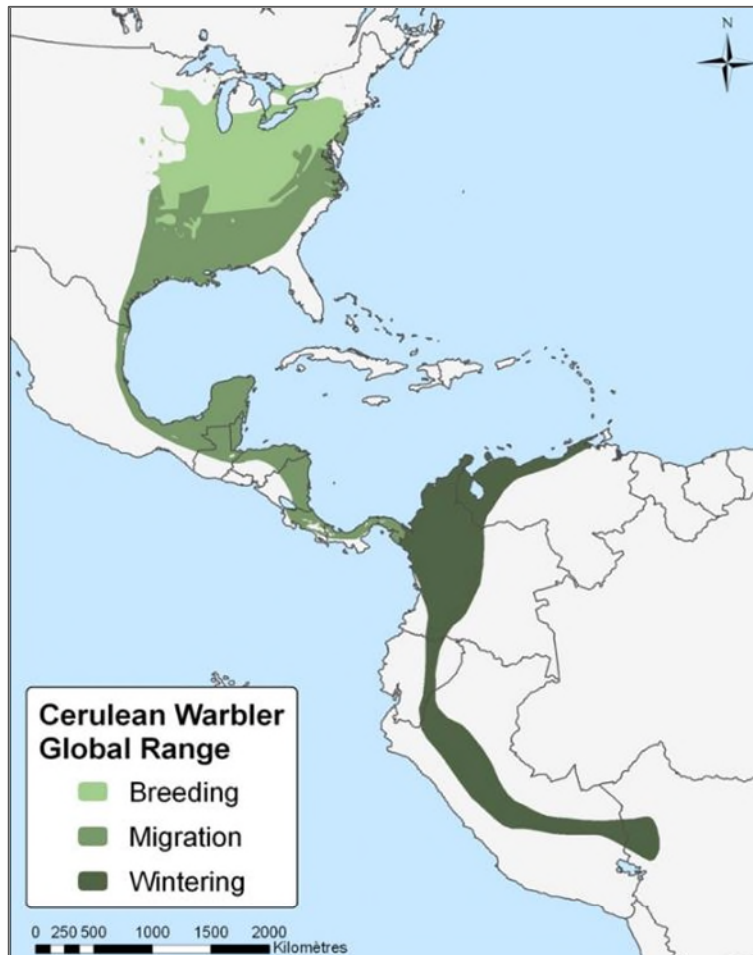 N
Cerulean Warbler
Global Range
Breeding
Migration
Wintering
0 250 500 1000 1500 2000
Kilomètres